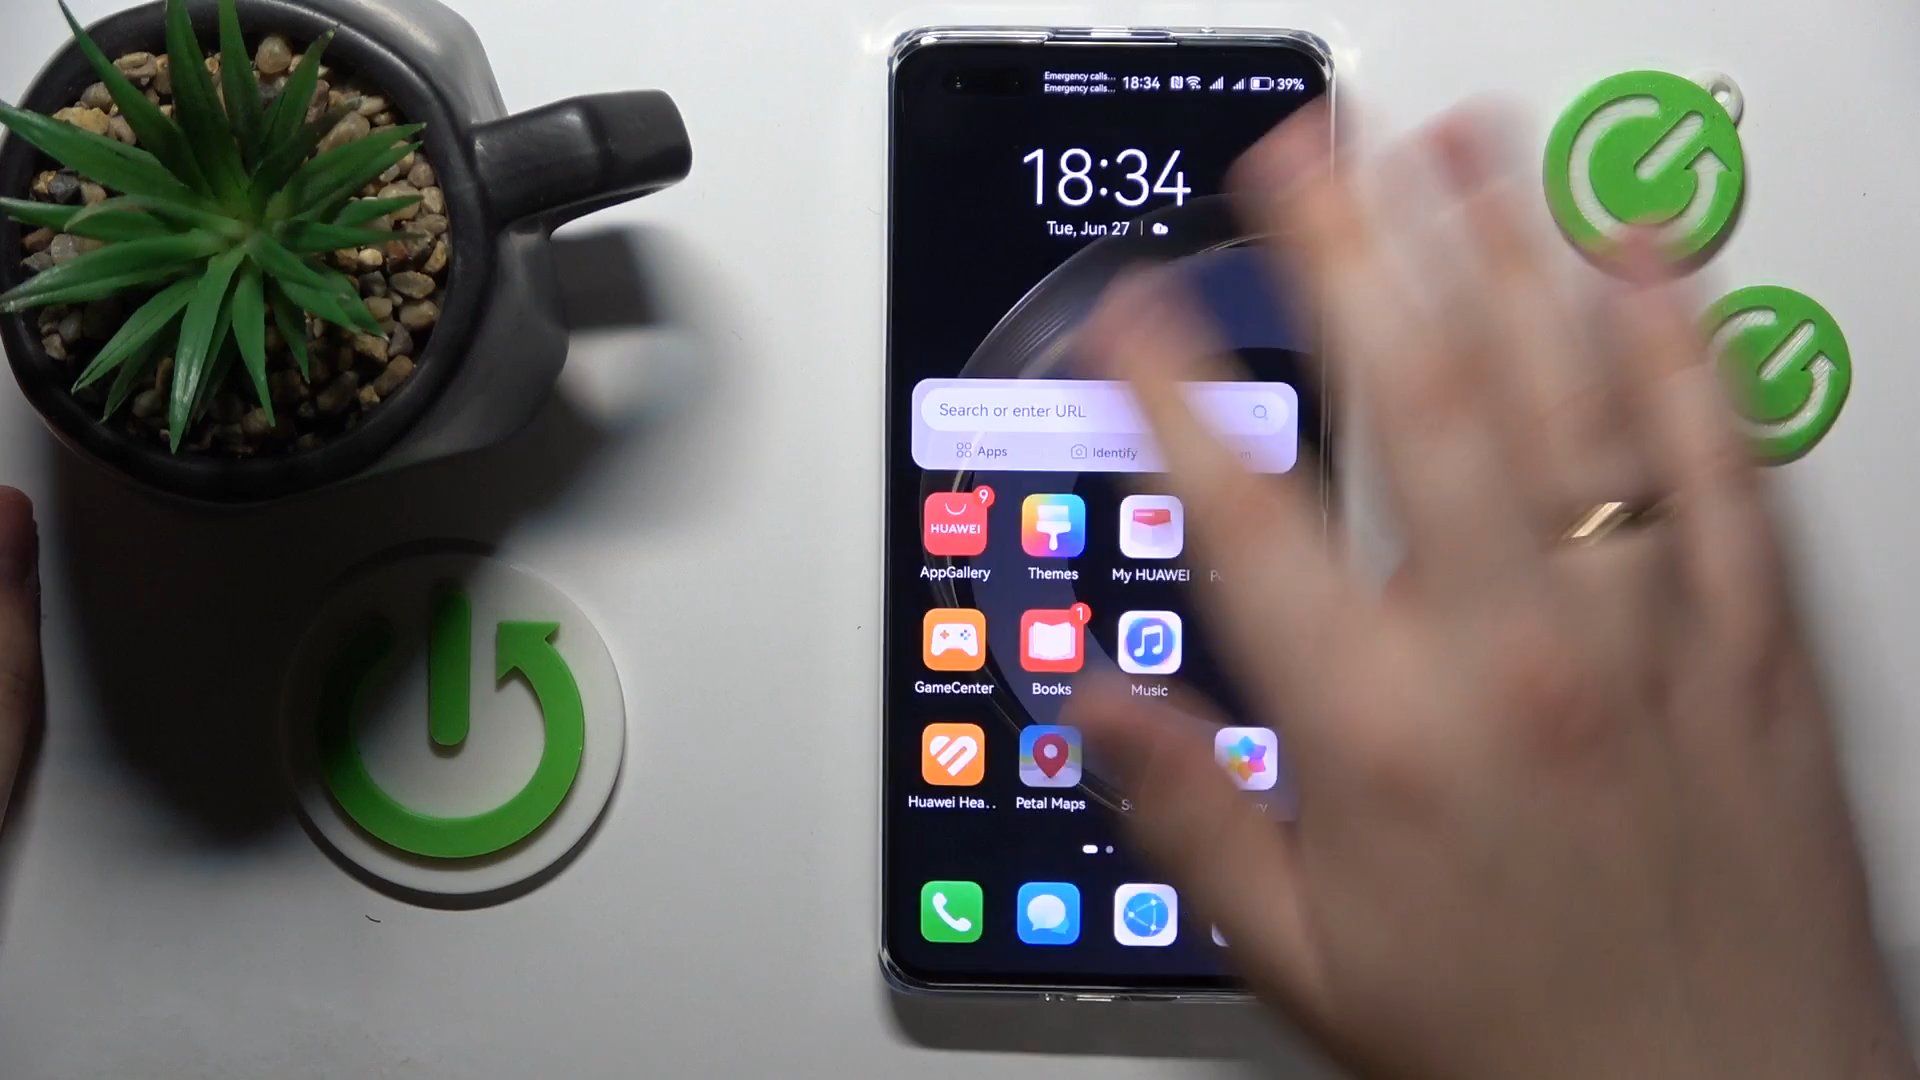 Emergency calls...
Emergency calls...
18:34
39%
18:34
Tue, Jun 27
Search or enter URL
Apps
Identify
9
HUAWEI
AppGallery
Themes
My HUAWEI
GameCenter
1
Books
Music
Huawei Hea..
Petal Maps